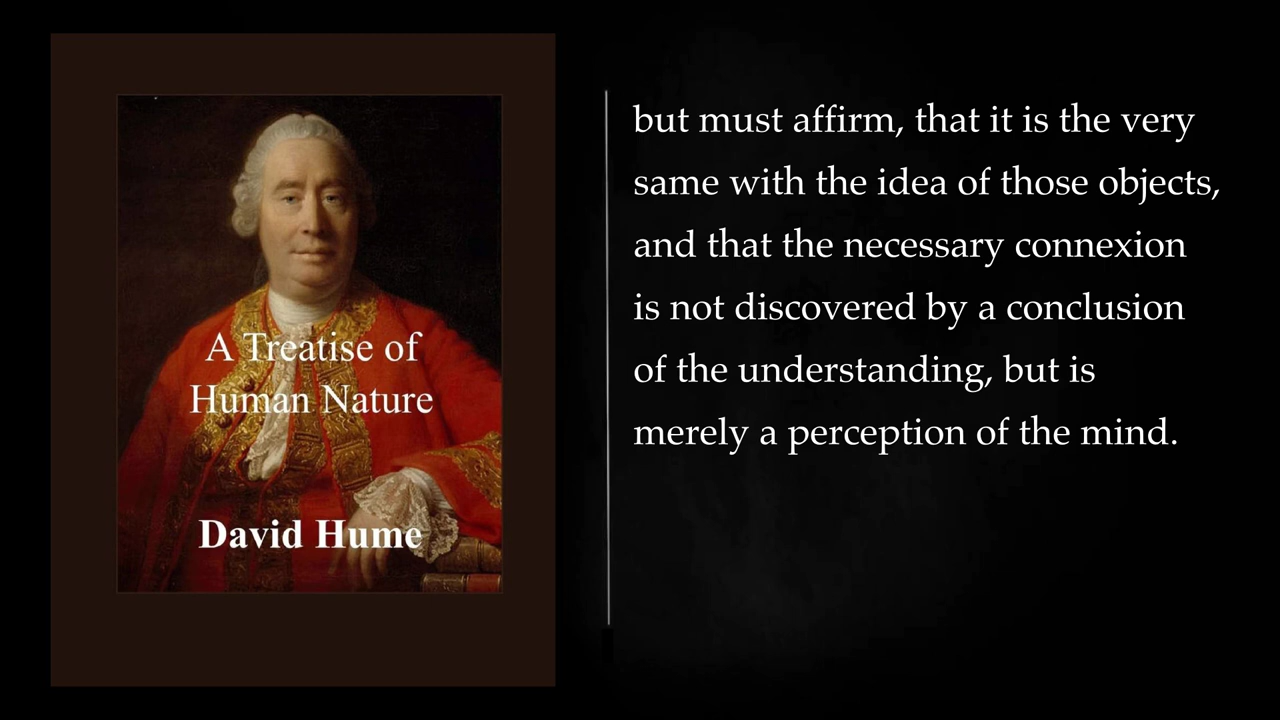 A Treatise of
Human Nature
David Hume
but must affirm, that it is the very
same with the idea of those objects,
and that the necessary connexion
is not discovered by a conclusion
of the understanding, but is
merely a perception of the mind.